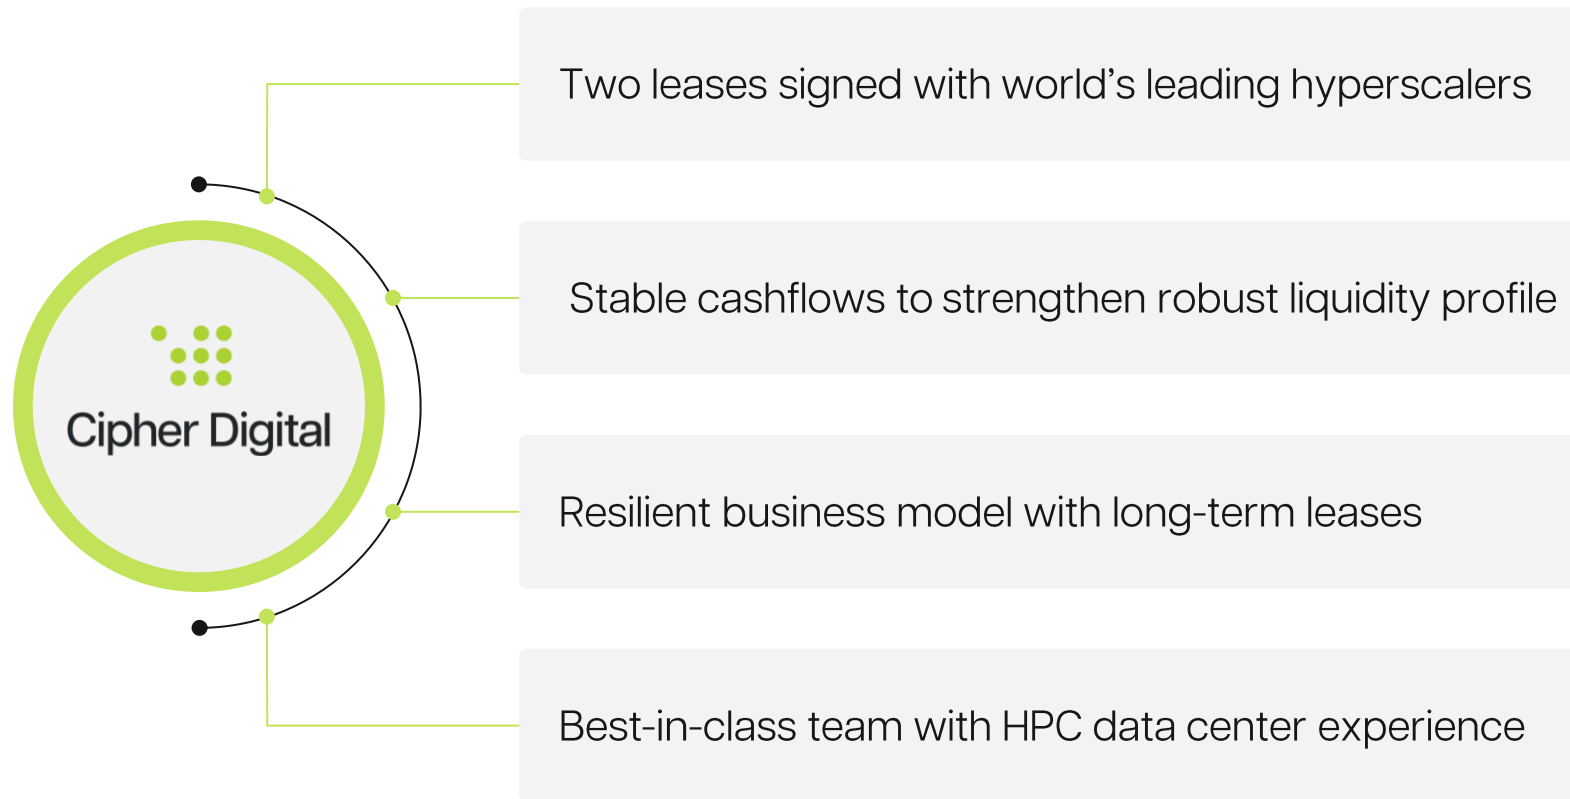 Two leases signed with world’s leading hyperscalers
Stable cashflows to strengthen robust liquidity profile
Cipher Digital
Resilient business model with long-term leases
Best-in-class team with HPC data center experience